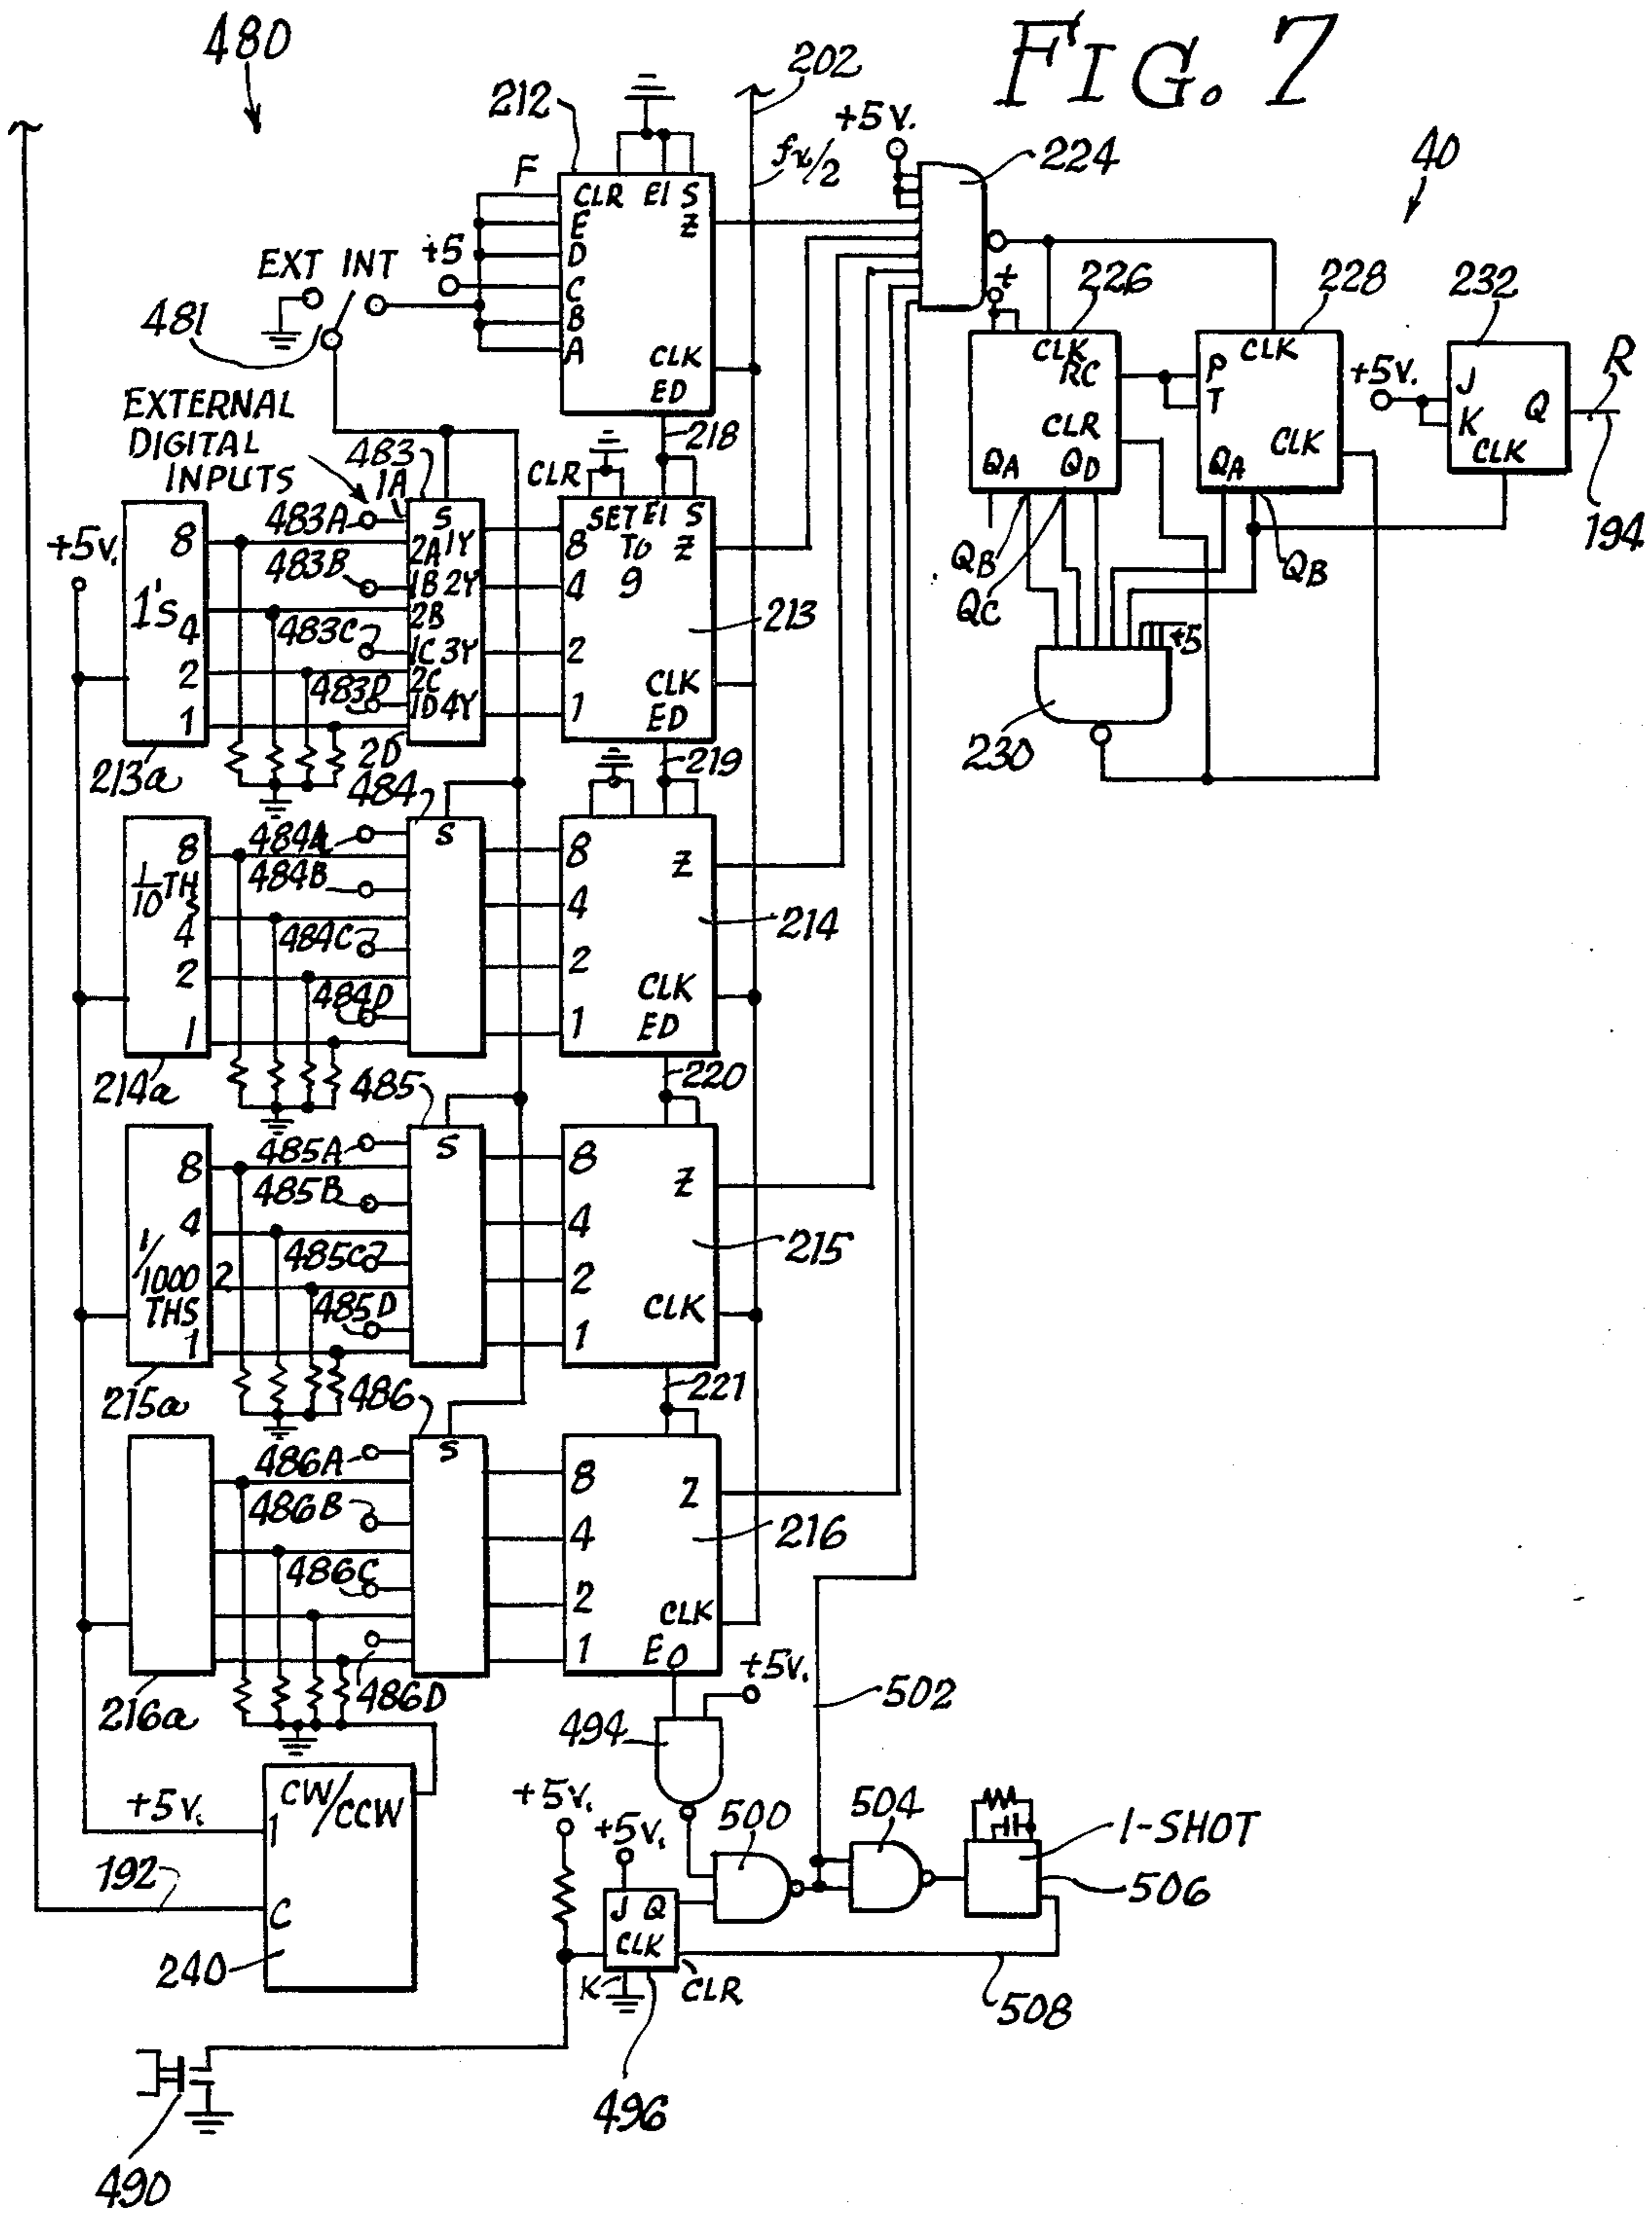 FIG. 7
480
202
212
+5v.
224
40
fx/2
F
CLR EI S
E
Z
D
C
B
A
CLK
ED
+5
EXT INT
481
226
228
232
CLK
RC
CLR
QA QD
CLK
P
T
CLK
QA
+5v.
J
K
Q
CLK
R
194
+
EXTERNAL
DIGITAL
INPUTS
483
1A
218
CLR
QB
QC
QB
+5
230
+5v.
8
1's
4
2
1
213a
483A
483B
483C
483D
S
2A 1Y
1B 2Y
2B
1C 3Y
2C
1D 4Y
2D
SET EI S
8 TO Z
4 9
2
CLK
1 ED
213
219
484
8
1/10 THS
4
2
1
214a
484A
484B
484C
484D
S
8
Z
4
2
CLK
1 ED
214
220
485
8
4
1/1000 2
THS
1
215a
485A
485B
485C
485D
S
8
Z
4
2
CLK
1
215
221
486
216a
486A
486B
486C
486D
S
8
Z
4
2
CLK
1
EO
216
+5v.
502
494
+5v.
CW/CCW
1
C
192
240
+5v.
+5v.
500
504
1-SHOT
506
J Q
CLK
K
CLR
508
496
490